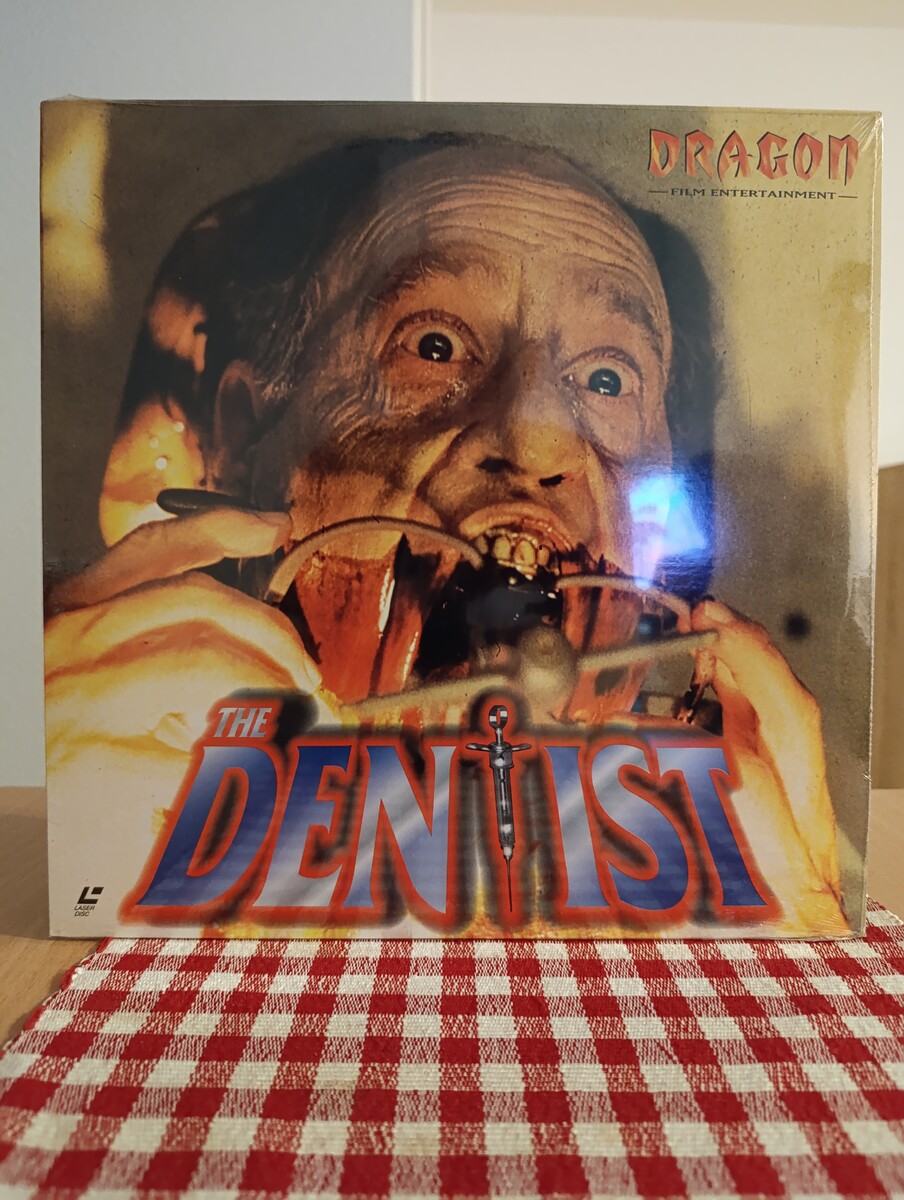 DRAGON
FILM ENTERTAINMENT
THE
DENTIST
LASER
DISC